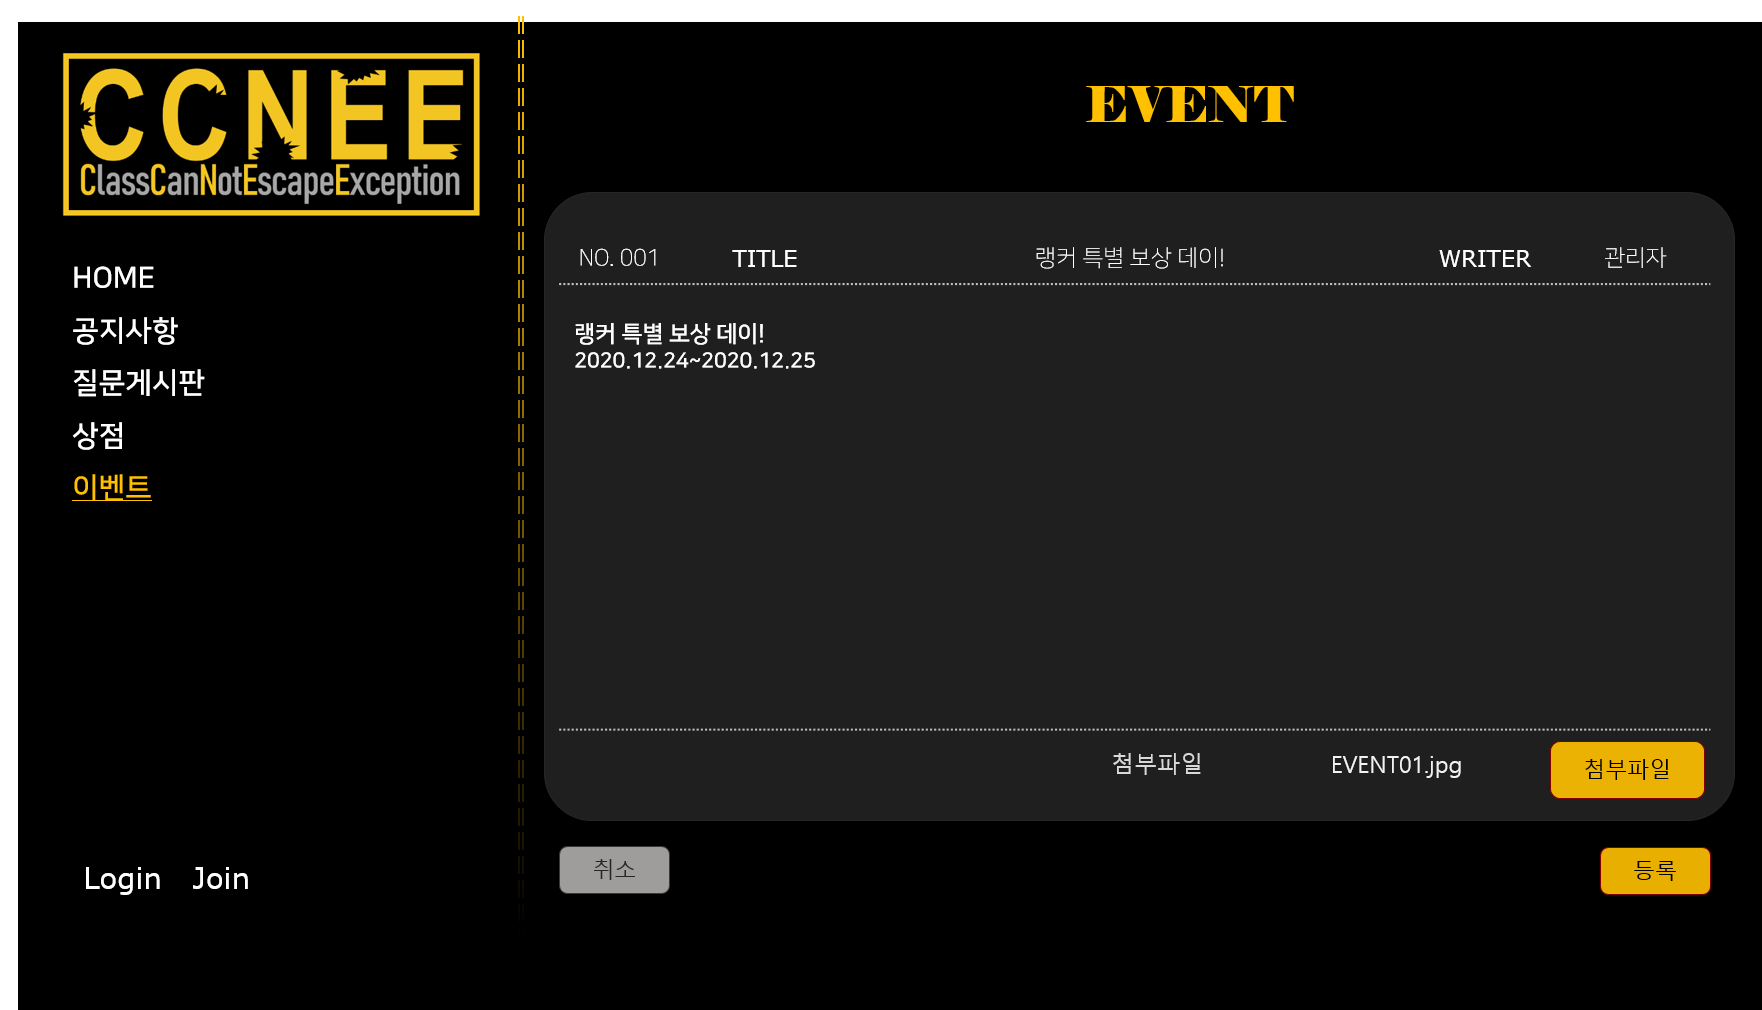 CCNEE
ClassCanNotEscapeException
HOME
공지사항
질문게시판
상점
이벤트
Login Join
EVENT
NO. 001 TITLE 랭커 특별 보상 데이! WRITER 관리자
랭커 특별 보상 데이!
2020.12.24~2020.12.25
첨부파일 EVENT01.jpg 첨부파일
취소 등록